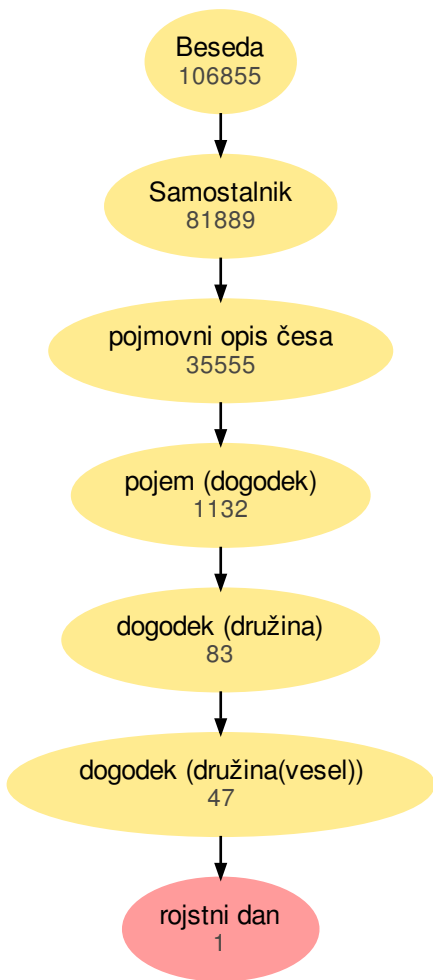 Beseda
106855
Samostalnik
81889
pojmovni opis česa
35555
pojem (dogodek)
1132
dogodek (družina)
83
dogodek (družina(vesel))
47
rojstni dan
1